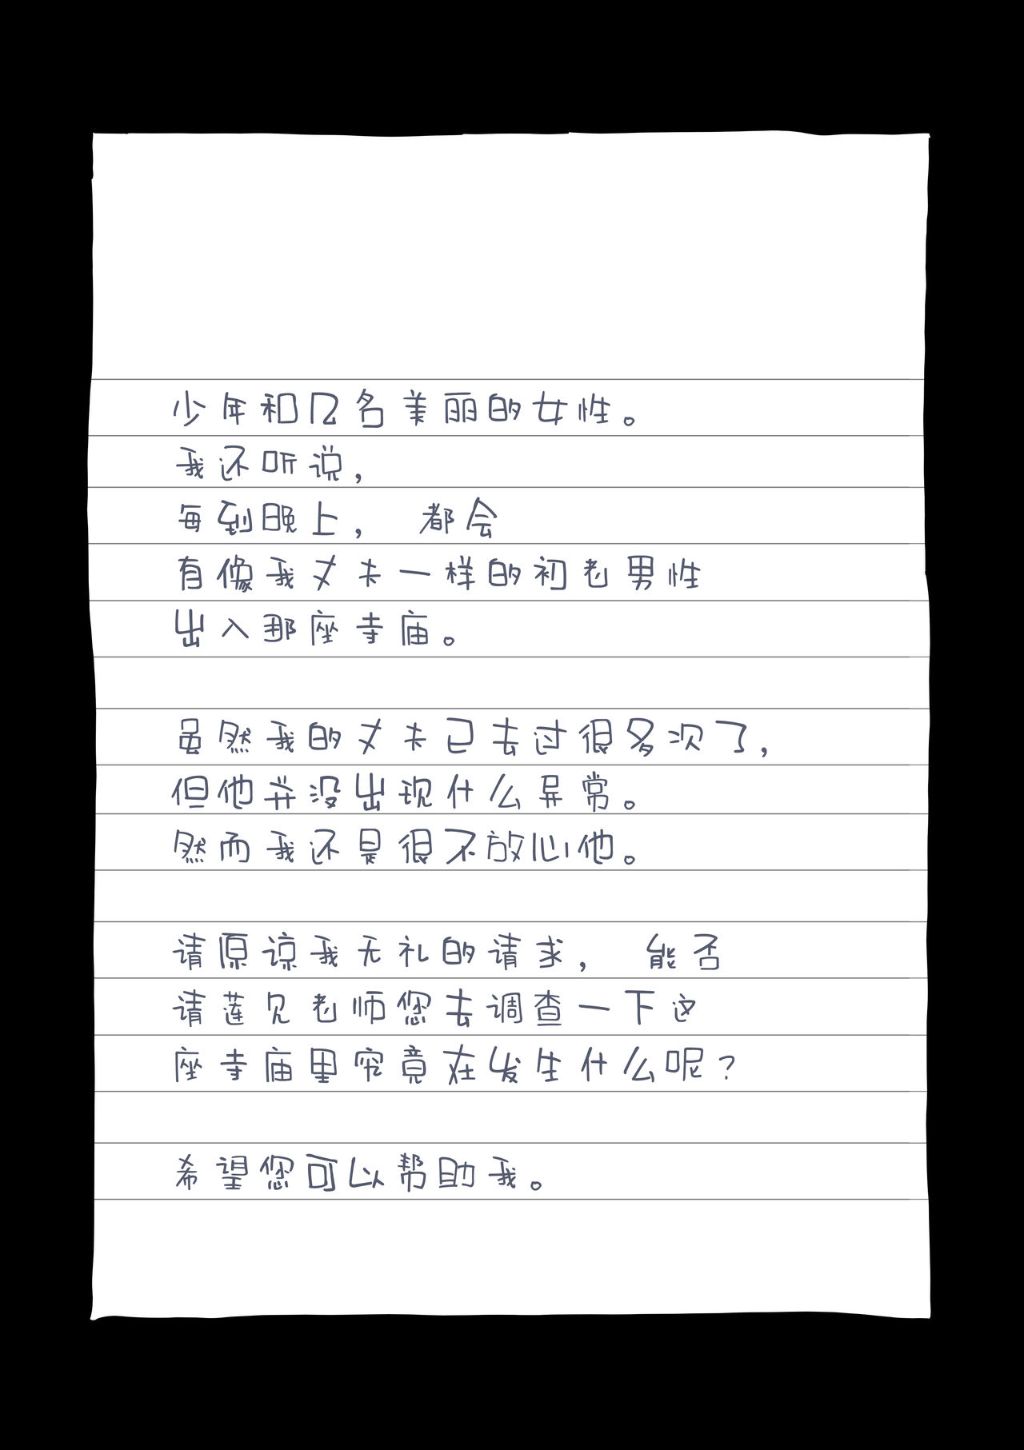 少年和几名美丽的女性。
我还听说，
每到晚上， 都会
有像我丈夫一样的初老男性
出入那座寺庙。
虽然我的丈夫已去过很多次了，
但他并没出现什么异常。
然而我还是很不放心他。
请原谅我无礼的请求， 能否
请莲见老师您去调查一下这
座寺庙里究竟在发生什么呢？
希望您可以帮助我。